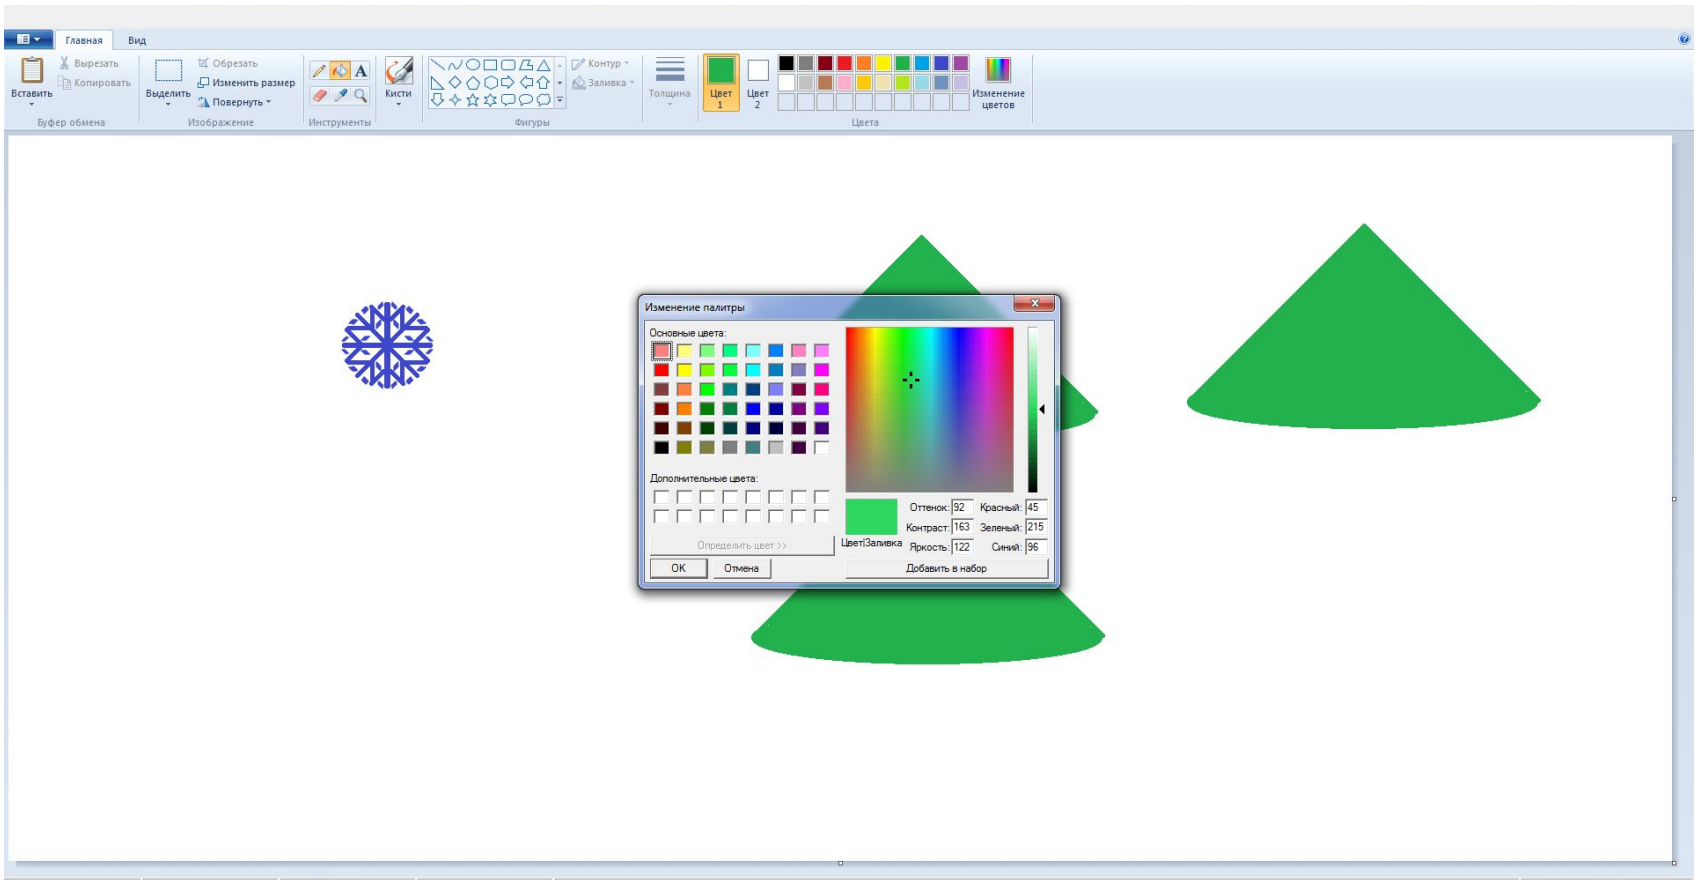 Главная Вид
Вставить
Вырезать
Копировать
Буфер обмена
Выделить
Обрезать
Изменить размер
Повернуть
Изображение
A
Инструменты
Кисти
Контур
Заливка
Фигуры
Толщина
Цвет
1
Цвет
2
Изменение
цветов
Цвета
Изменение палитры
Основные цвета:
Дополнительные цвета:
Определить цвет >>
OK Отмена
Цвет|Заливка
Оттенок: 92 Красный: 45
Контраст: 163 Зеленый: 215
Яркость: 122 Синий: 96
Добавить в набор